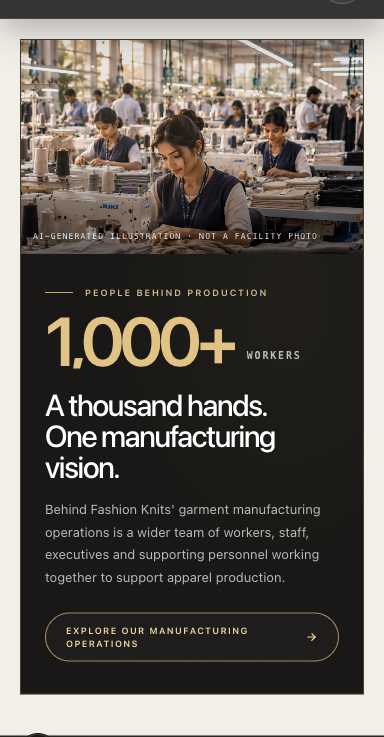 JUKI
AI-GENERATED ILLUSTRATION · NOT A FACILITY PHOTO
PEOPLE BEHIND PRODUCTION
1,000+ WORKERS
A thousand hands.
One manufacturing
vision.
Behind Fashion Knits' garment manufacturing
operations is a wider team of workers, staff,
executives and supporting personnel working
together to support apparel production.
EXPLORE OUR MANUFACTURING
OPERATIONS